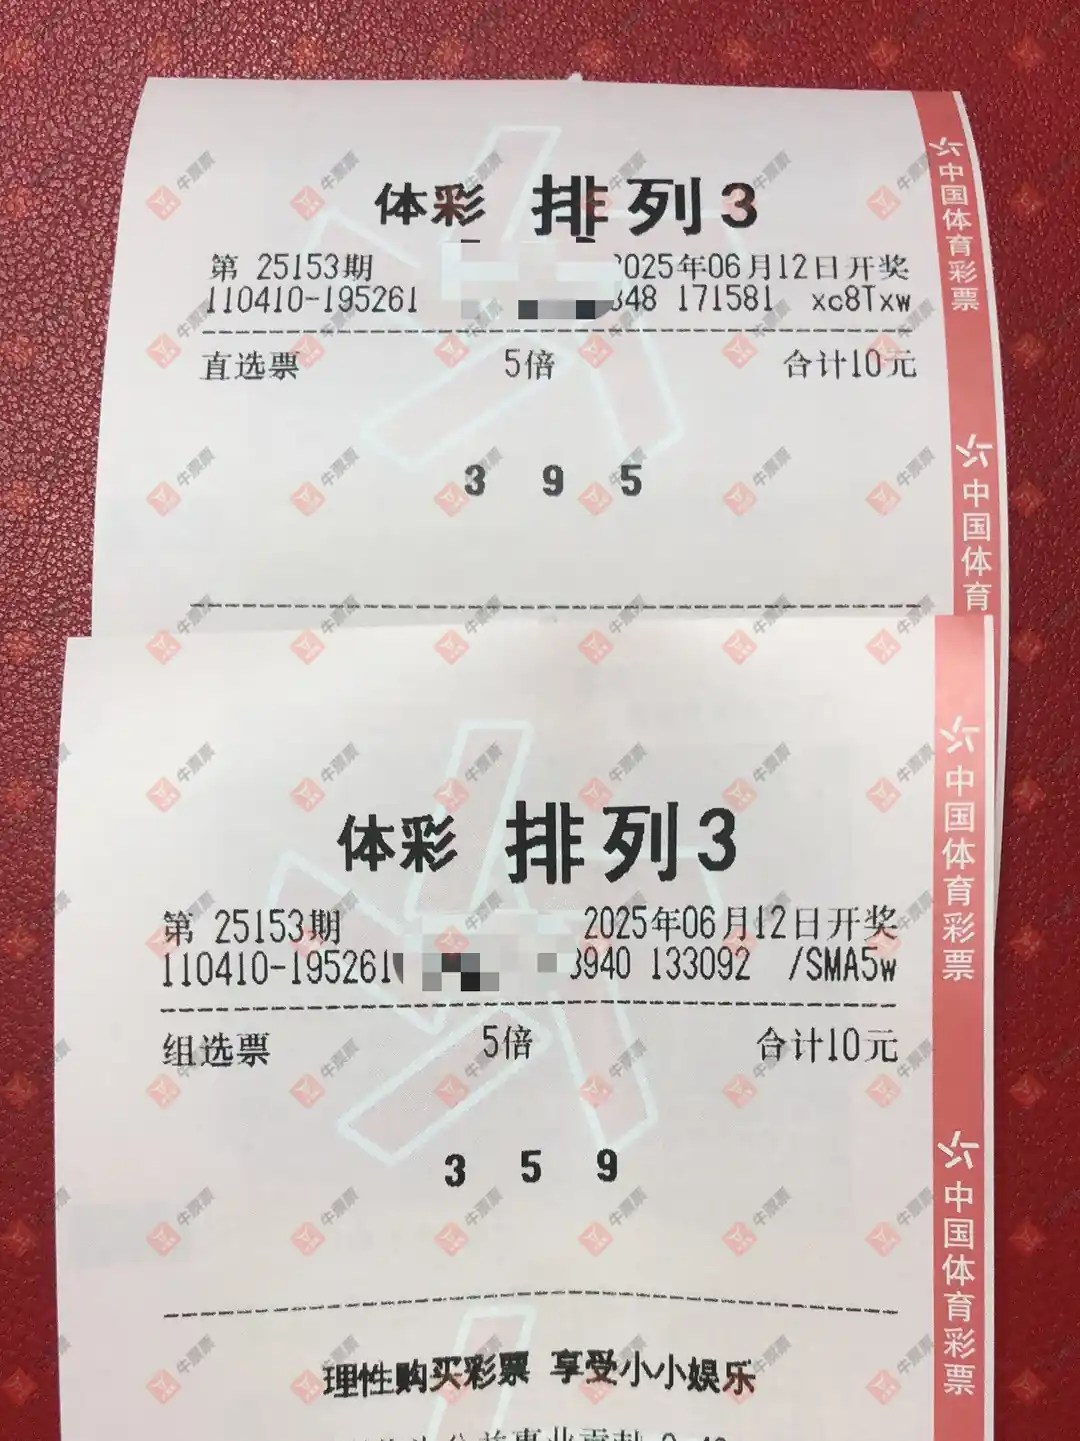 体彩 排列3
第 25153期 2025年06月12日开奖
110410-195261 348 171581 xc8Txw
直选票 5倍 合计10元
3 9 5
中国体育彩票
中国体育
体彩 排列3
第 25153期 2025年06月12日开奖
110410-195261 3940 133092 /SMA5w
组选票 5倍 合计10元
3 5 9
理性购买彩票 享受小小娱乐
中国体育彩票
中国体育彩票
牛票票